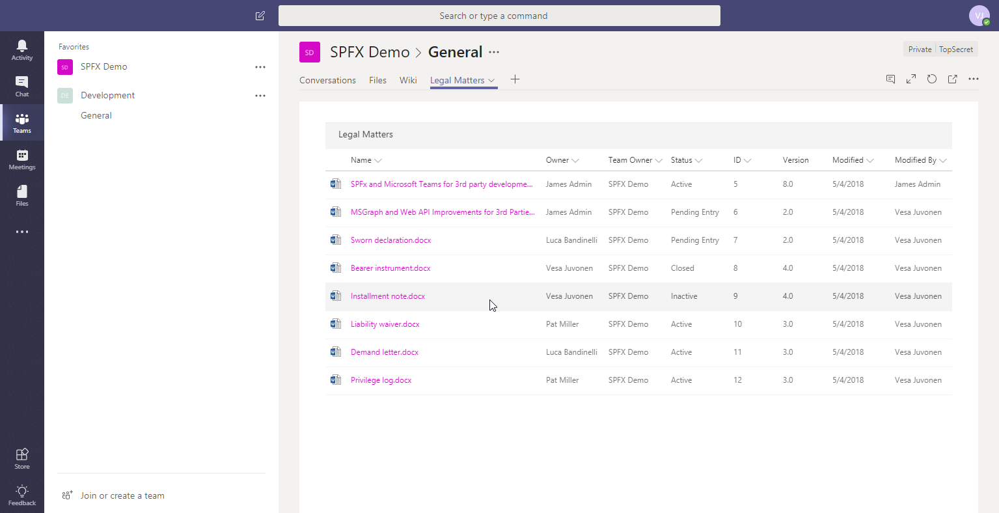 Search or type a command
VJ
Activity
Chat
Teams
Meetings
Files
Store
Feedback
Favorites
SD SPFX Demo
DE Development
General
Join or create a team
SD SPFX Demo > General
Private TopSecret
Conversations Files Wiki Legal Matters
Legal Matters
Name Owner Team Owner Status ID Version Modified Modified By
SPFx and Microsoft Teams for 3rd party developme... James Admin SPFX Demo Active 5 8.0 5/4/2018 James Admin
MSGraph and Web API Improvements for 3rd Partie... James Admin SPFX Demo Pending Entry 6 2.0 5/4/2018 Vesa Juvonen
Sworn declaration.docx Luca Bandinelli SPFX Demo Pending Entry 7 2.0 5/4/2018 Vesa Juvonen
Bearer instrument.docx Vesa Juvonen SPFX Demo Closed 8 4.0 5/4/2018 Vesa Juvonen
Installment note.docx Vesa Juvonen SPFX Demo Inactive 9 4.0 5/4/2018 Vesa Juvonen
Liability waiver.docx Pat Miller SPFX Demo Active 10 3.0 5/4/2018 Vesa Juvonen
Demand letter.docx Luca Bandinelli SPFX Demo Active 11 3.0 5/4/2018 Vesa Juvonen
Privilege log.docx Pat Miller SPFX Demo Active 12 3.0 5/4/2018 Vesa Juvonen